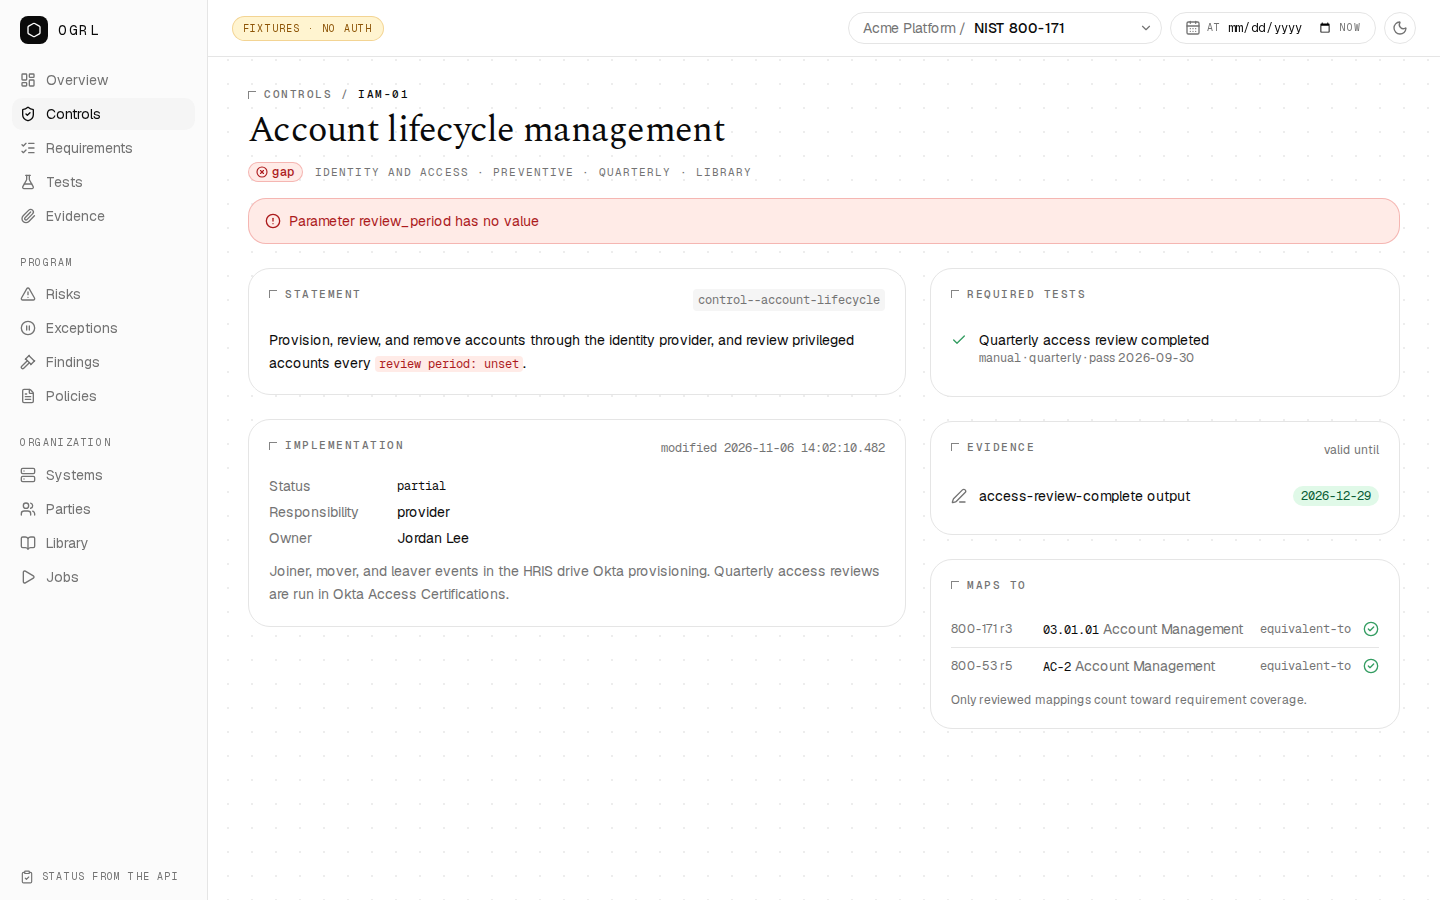 OGRL
FIXTURES · NO AUTH
Acme Platform / NIST 800-171
AT mm/dd/yyyy NOW
Overview
Controls
Requirements
Tests
Evidence
PROGRAM
Risks
Exceptions
Findings
Policies
ORGANIZATION
Systems
Parties
Library
Jobs
STATUS FROM THE API
CONTROLS / IAM-01
Account lifecycle management
gap IDENTITY AND ACCESS · PREVENTIVE · QUARTERLY · LIBRARY
Parameter review_period has no value
STATEMENT
control--account-lifecycle
Provision, review, and remove accounts through the identity provider, and review privileged
accounts every review period: unset.
IMPLEMENTATION
modified 2026-11-06 14:02:10.482
Status partial
Responsibility provider
Owner Jordan Lee
Joiner, mover, and leaver events in the HRIS drive Okta provisioning. Quarterly access reviews
are run in Okta Access Certifications.
REQUIRED TESTS
Quarterly access review completed
manual · quarterly · pass 2026-09-30
EVIDENCE
valid until
access-review-complete output 2026-12-29
MAPS TO
800-171 r3 03.01.01 Account Management equivalent-to
800-53 r5 AC-2 Account Management equivalent-to
Only reviewed mappings count toward requirement coverage.